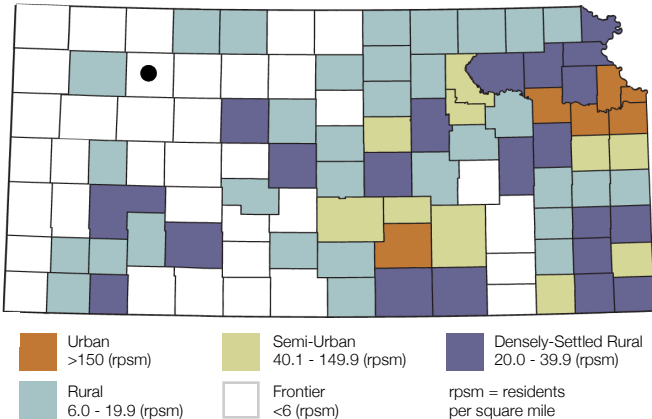 Urban
>150 (rpsm)
Semi-Urban
40.1 - 149.9 (rpsm)
Densely-Settled Rural
20.0 - 39.9 (rpsm)
Rural
6.0 - 19.9 (rpsm)
Frontier
<6 (rpsm)
rpsm = residents
per square mile